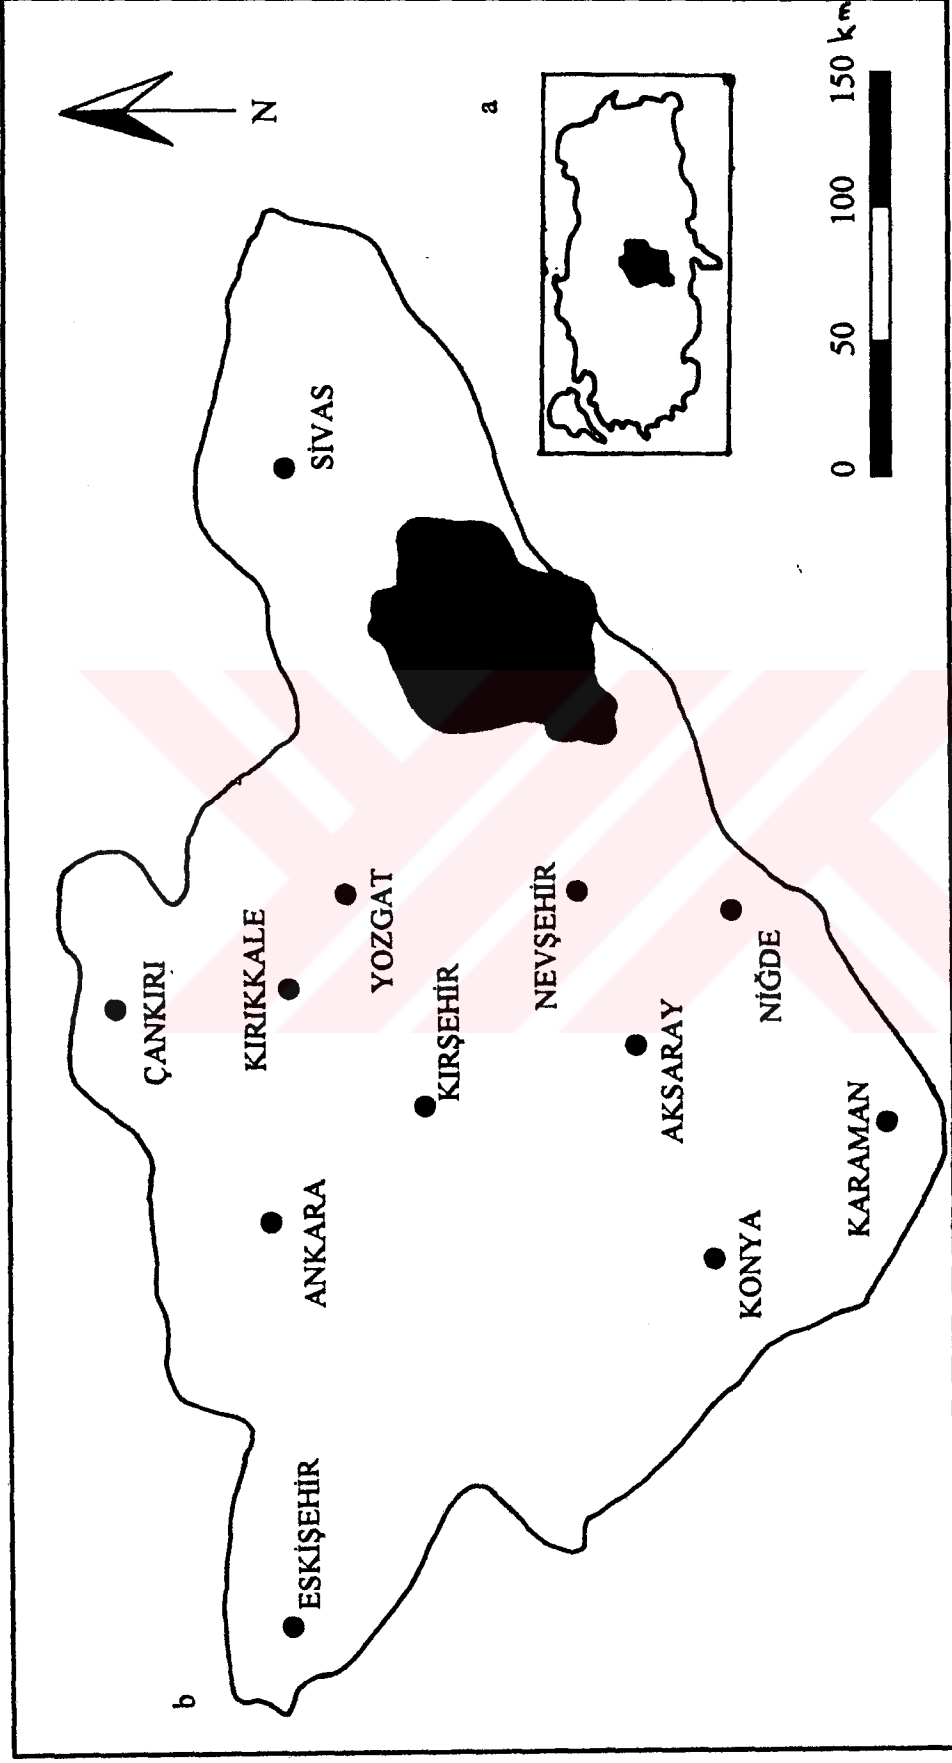 b
ÇANKIRI
ESKİŞEHİR
ANKARA
KIRIKKALE
YOZGAT
SİVAS
N
KIRŞEHİR
a
NEVŞEHİR
AKSARAY
KONYA
NİĞDE
KARAMAN
0 50 100 150 km